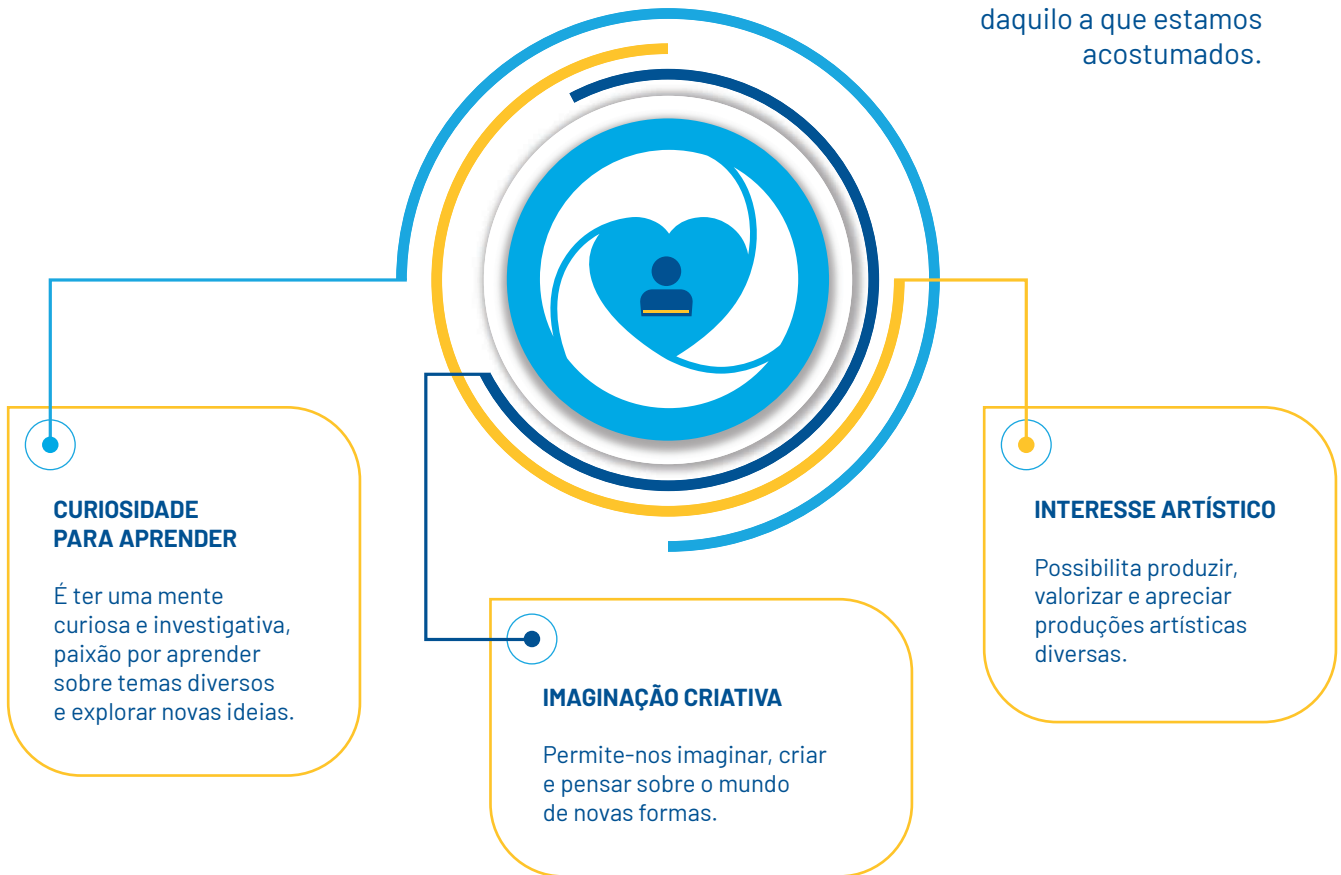 daquilo a que estamos
acostumados.
CURIOSIDADE
PARA APRENDER
É ter uma mente
curiosa e investigativa,
paixão por aprender
sobre temas diversos
e explorar novas ideias.
IMAGINAÇÃO CRIATIVA
Permite-nos imaginar, criar
e pensar sobre o mundo
de novas formas.
INTERESSE ARTÍSTICO
Possibilita produzir,
valorizar e apreciar
produções artísticas
diversas.